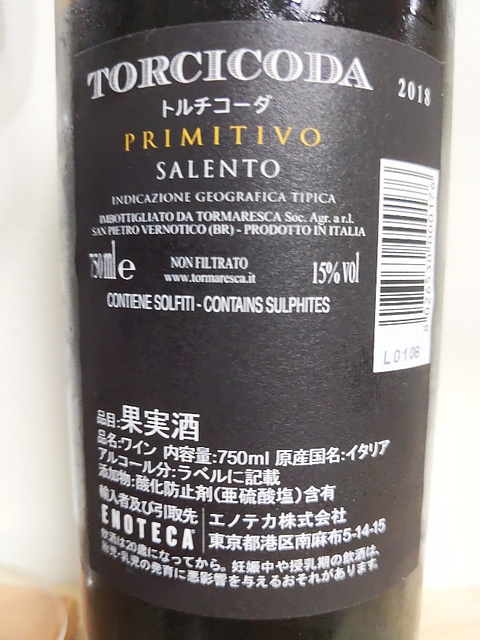 TORCICODA 2018
トルチコーダ
PRIMITIVO
SALENTO
INDICAZIONE GEOGRAFICA TIPICA
IMBOTTIGLIATO DA TORMARESCA Soc. Agr. a r.l.
SAN PIETRO VERNOTICO (BR) - PRODOTTO IN ITALIA
750ml e NON FILTRATO 15% vol
www.tormaresca.it
CONTIENE SOLFITI - CONTAINS SULPHITES
L0108
品目:果実酒
品名:ワイン 内容量:750ml 原産国名:イタリア
アルコール分:ラベルに記載
添加物:酸化防止剤(亜硫酸塩)含有
輸入者及び引取先 エノテカ株式会社
ENOTECA 東京都港区南麻布5-14-15
飲酒は20歳になってから。妊娠中や授乳期の飲酒は、
胎児・乳児の発育に悪影響を与えるおそれがあります。